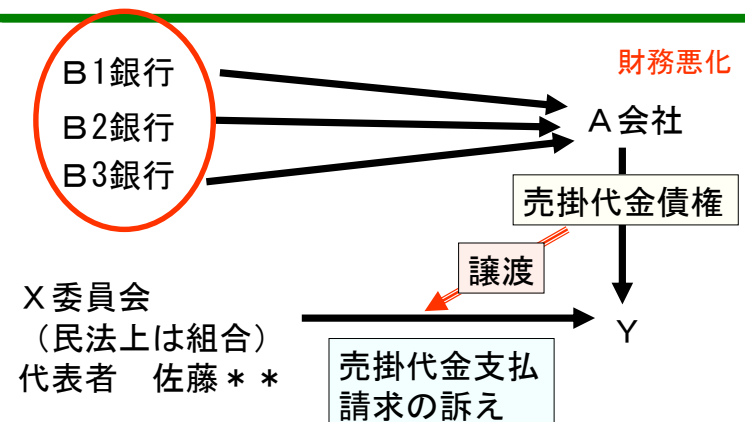 B1銀行
B2銀行
B3銀行
財務悪化
A会社
売掛代金債権
譲渡
Y
X委員会
（民法上は組合）
代表者　佐藤＊＊
売掛代金支払
請求の訴え